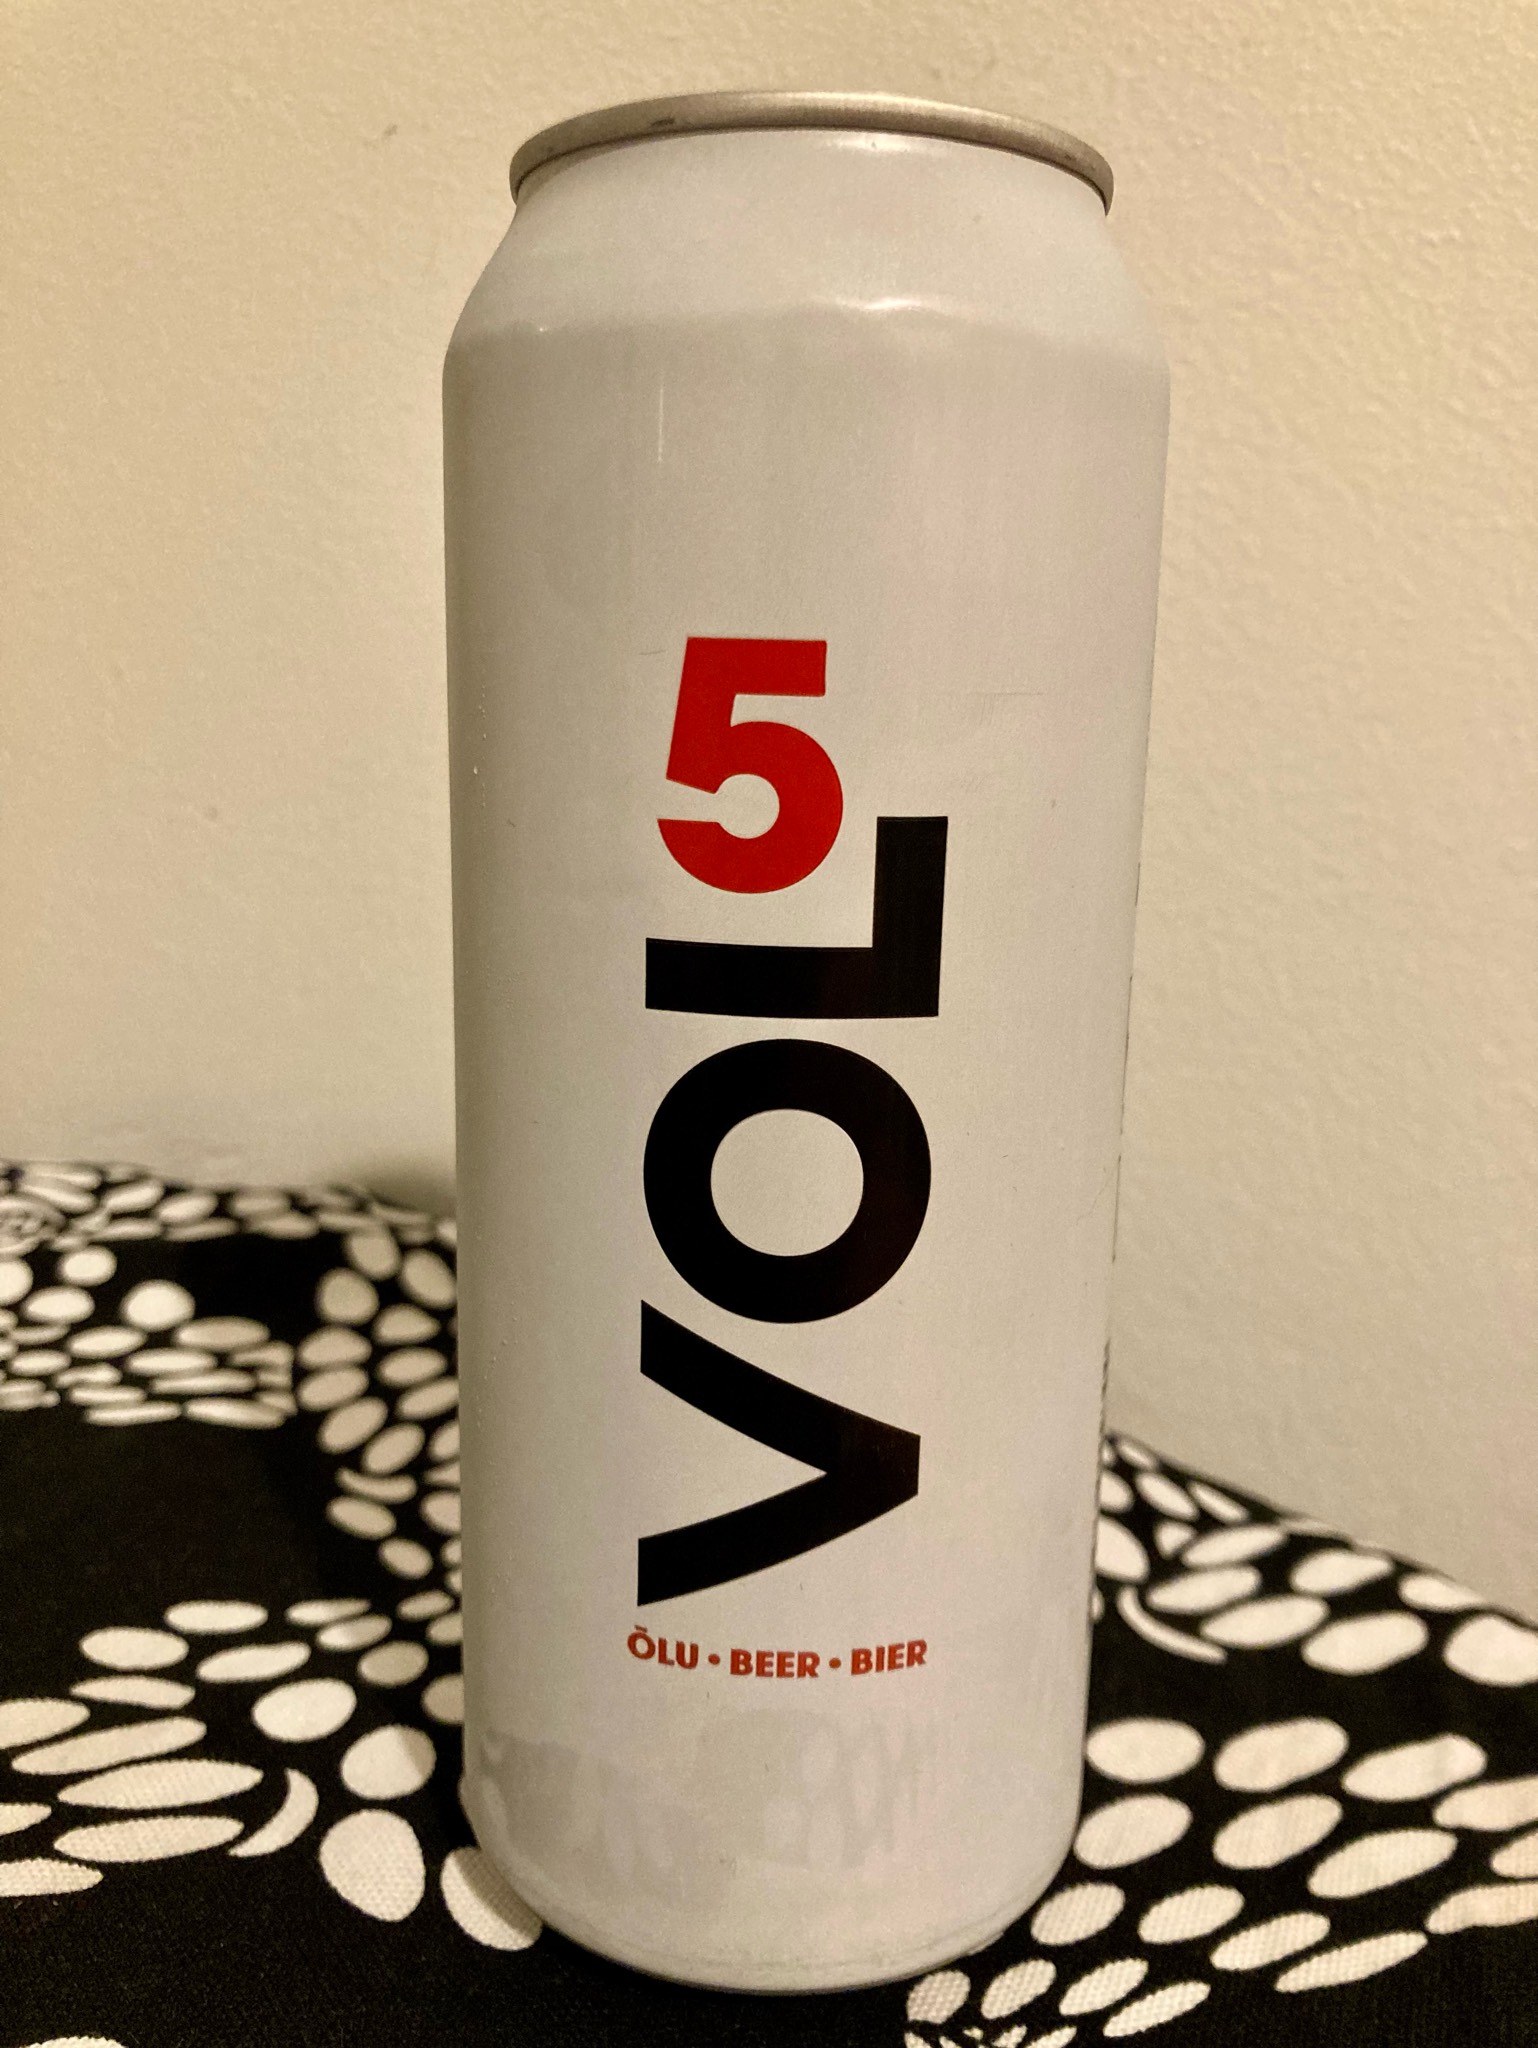 VOL5
ÕLU • BEER • BIER